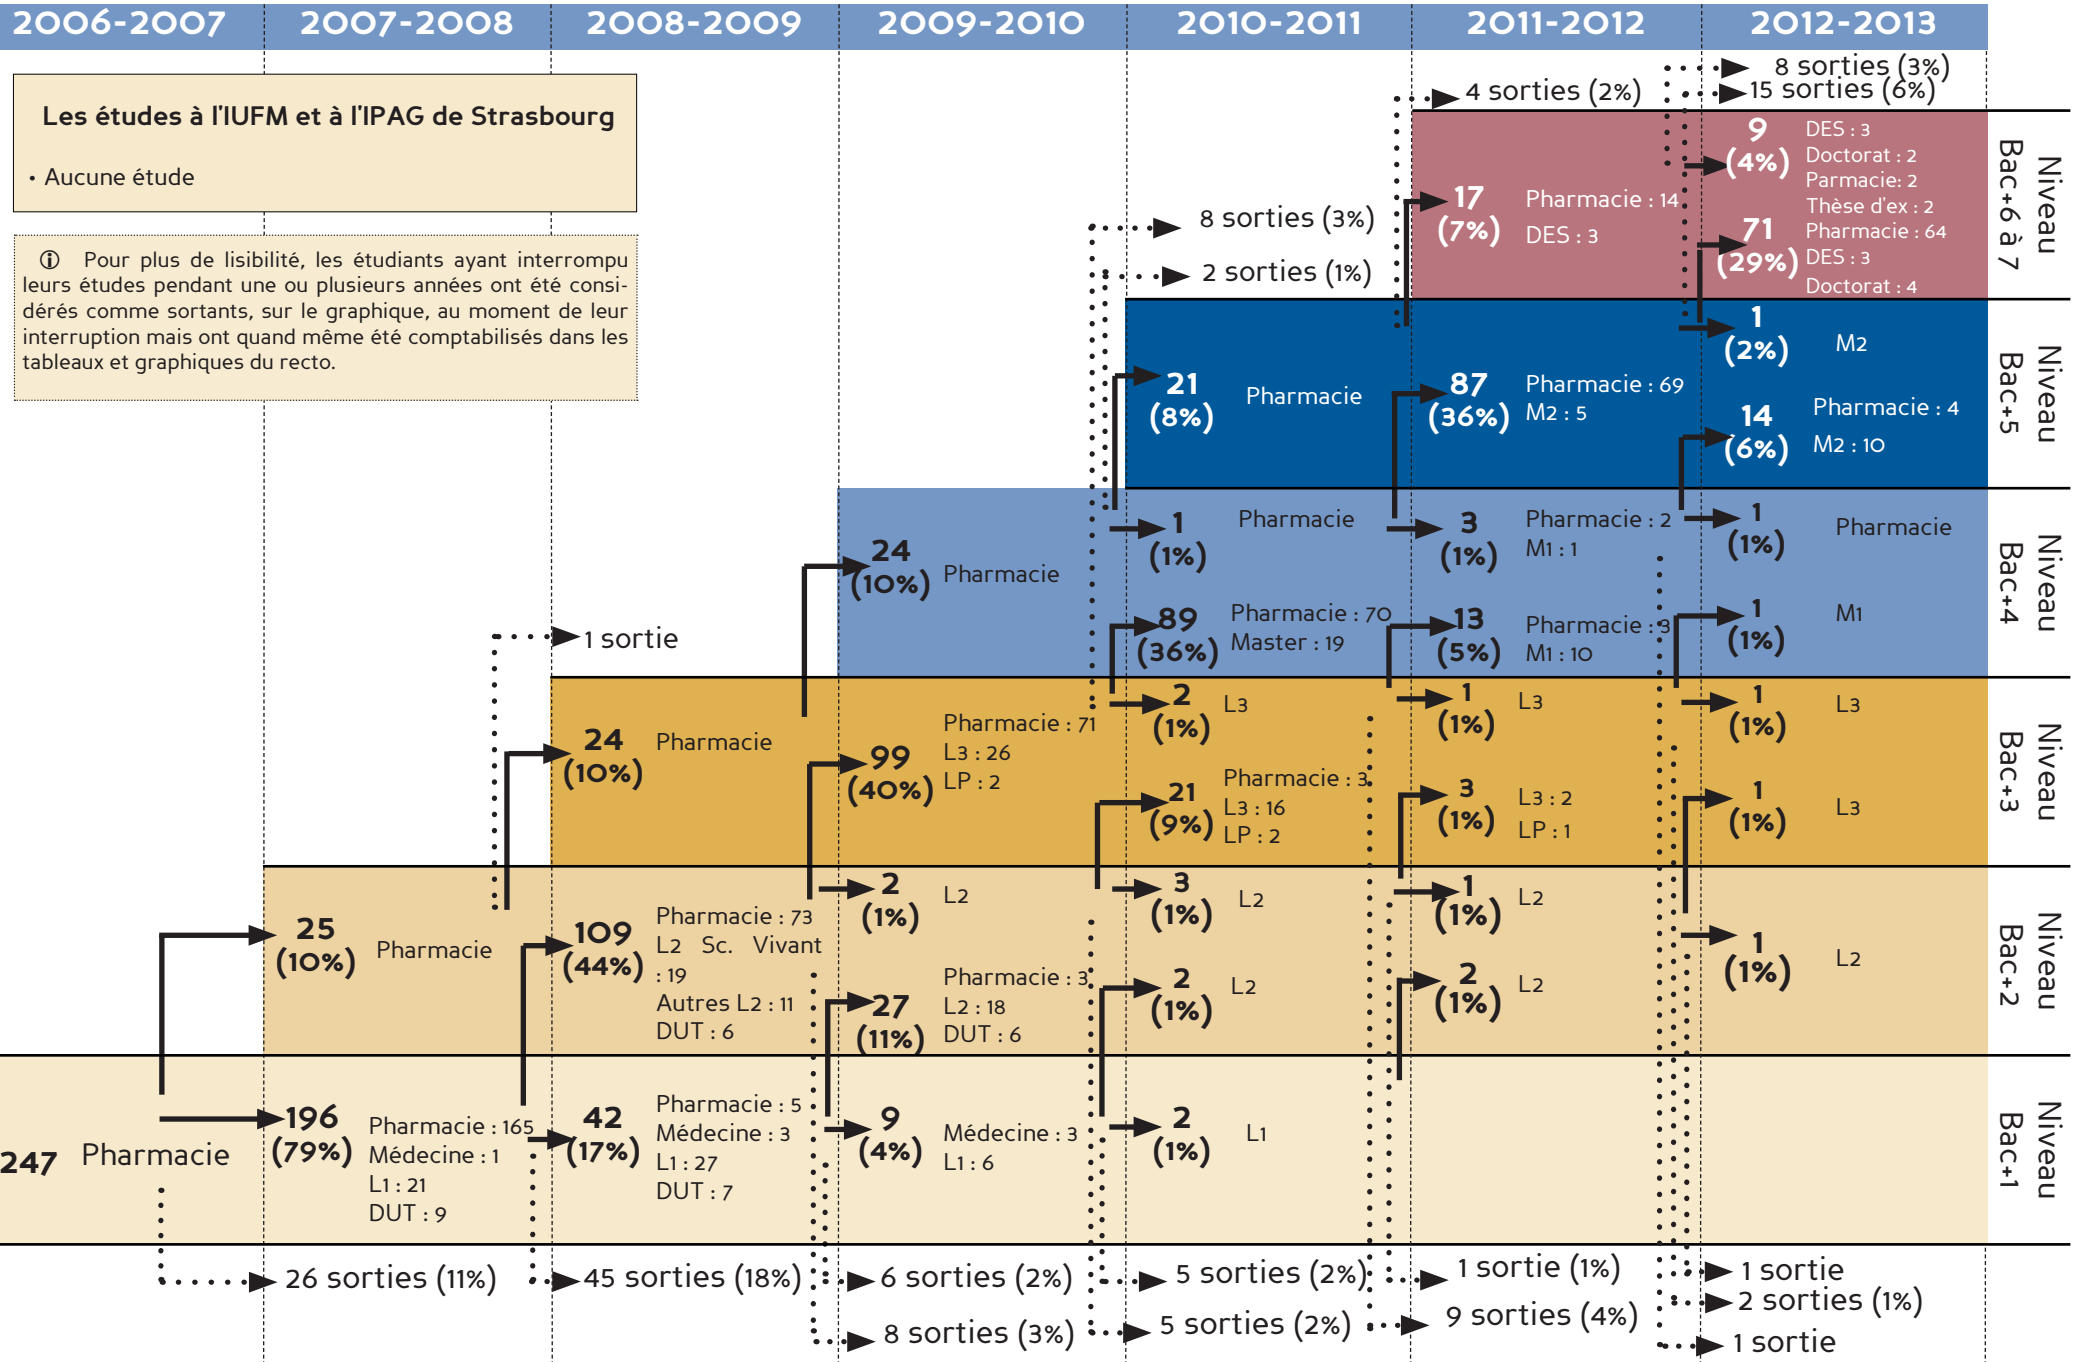 2006-2007
2007-2008
2008-2009
2009-2010
2010-2011
2011-2012
2012-2013
Les études à l'IUFM et à l'IPAG de Strasbourg
• Aucune étude
ⓘ Pour plus de lisibilité, les étudiants ayant interrompu
leurs études pendant une ou plusieurs années ont été consi-
dérés comme sortants, sur le graphique, au moment de leur
interruption mais ont quand même été comptabilisés dans les
tableaux et graphiques du recto.
247 Pharmacie
26 sorties (11%)
25
(10%)
Pharmacie
196
(79%)
Pharmacie : 165
Médecine : 1
L1 : 21
DUT : 9
45 sorties (18%)
1 sortie
24
(10%)
Pharmacie
109
(44%)
Pharmacie : 73
L2 Sc. Vivant
: 19
Autres L2 : 11
DUT : 6
42
(17%)
Pharmacie : 5
Médecine : 3
L1 : 27
DUT : 7
6 sorties (2%)
8 sorties (3%)
24
(10%)
Pharmacie
99
(40%)
Pharmacie : 71
L3 : 26
LP : 2
2
(1%)
L2
27
(11%)
Pharmacie : 3
L2 : 18
DUT : 6
9
(4%)
Médecine : 3
L1 : 6
5 sorties (2%)
5 sorties (2%)
8 sorties (3%)
2 sorties (1%)
21
(8%)
Pharmacie
1
(1%)
Pharmacie
89
(36%)
Pharmacie : 70
Master : 19
2
(1%)
L3
21
(9%)
Pharmacie : 3
L3 : 16
LP : 2
3
(1%)
L2
2
(1%)
L2
2
(1%)
L1
1 sortie (1%)
9 sorties (4%)
4 sorties (2%)
17
(7%)
Pharmacie : 14
DES : 3
87
(36%)
Pharmacie : 69
M2 : 5
3
(1%)
Pharmacie : 2
M1 : 1
13
(5%)
Pharmacie : 3
M1 : 10
1
(1%)
L3
3
(1%)
L3 : 2
LP : 1
1
(1%)
L2
2
(1%)
L2
1 sortie
2 sorties (1%)
1 sortie
8 sorties (3%)
15 sorties (6%)
9
(4%)
DES : 3
Doctorat : 2
Parmacie: 2
Thèse d'ex : 2
71
(29%)
Pharmacie : 64
DES : 3
Doctorat : 4
1
(2%)
M2
14
(6%)
Pharmacie : 4
M2 : 10
1
(1%)
Pharmacie
1
(1%)
M1
1
(1%)
L3
1
(1%)
L3
1
(1%)
L2
Niveau
Bac+6 à 7
Niveau
Bac+5
Niveau
Bac+4
Niveau
Bac+3
Niveau
Bac+2
Niveau
Bac+1